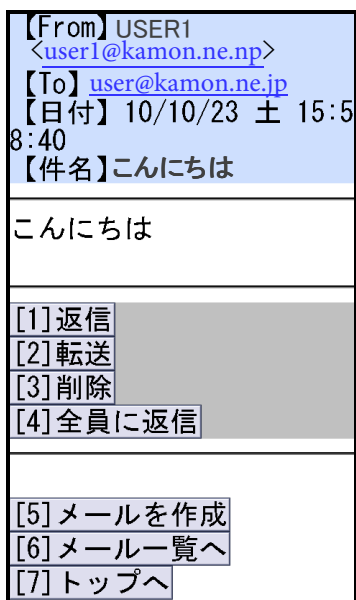 【From】USER1
<user1@kamon.ne.np>
【To】user@kamon.ne.jp
【日付】10/10/23 土 15:5
8:40
【件名】こんにちは
こんにちは
[1]返信
[2]転送
[3]削除
[4]全員に返信
[5]メールを作成
[6]メール一覧へ
[7]トップへ